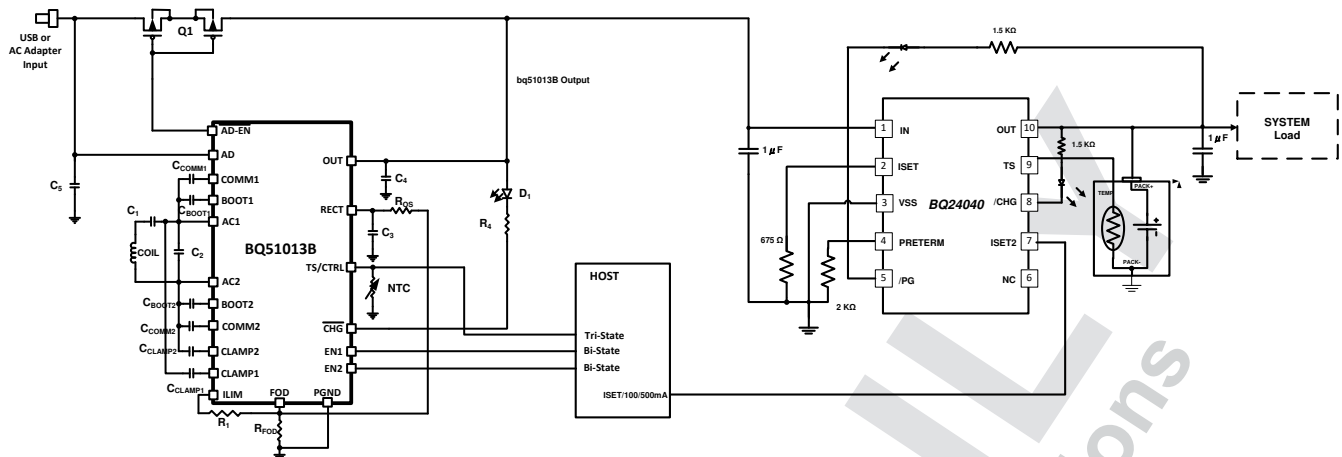 USB or
AC Adapter
Input
Q1
bq51013B Output
1.5 KΩ
SYSTEM
Load
1 μF
1 μF
1 IN
2 ISET
3 VSS
4 PRETERM
5 /PG
BQ24040
OUT 10
TS 9
/CHG 8
ISET2 7
NC 6
1.5 KΩ
TEMP
PACK+
PACK-
675 Ω
2 KΩ
C5
AD-EN
AD
CCOMM1
COMM1
BOOT1
CBOOT1
C1
AC1
COIL
C2
AC2
CBOOT2
BOOT2
CCOMM2
COMM2
CCLAMP2
CLAMP2
CLAMP1
CCLAMP1
ILIM
FOD
PGND
R1
RFOD
BQ51013B
OUT
C4
D1
R4
RECT
ROS
C3
TS/CTRL
NTC
CHG
EN1
EN2
HOST
Tri-State
Bi-State
Bi-State
ISET/100/500mA
ons